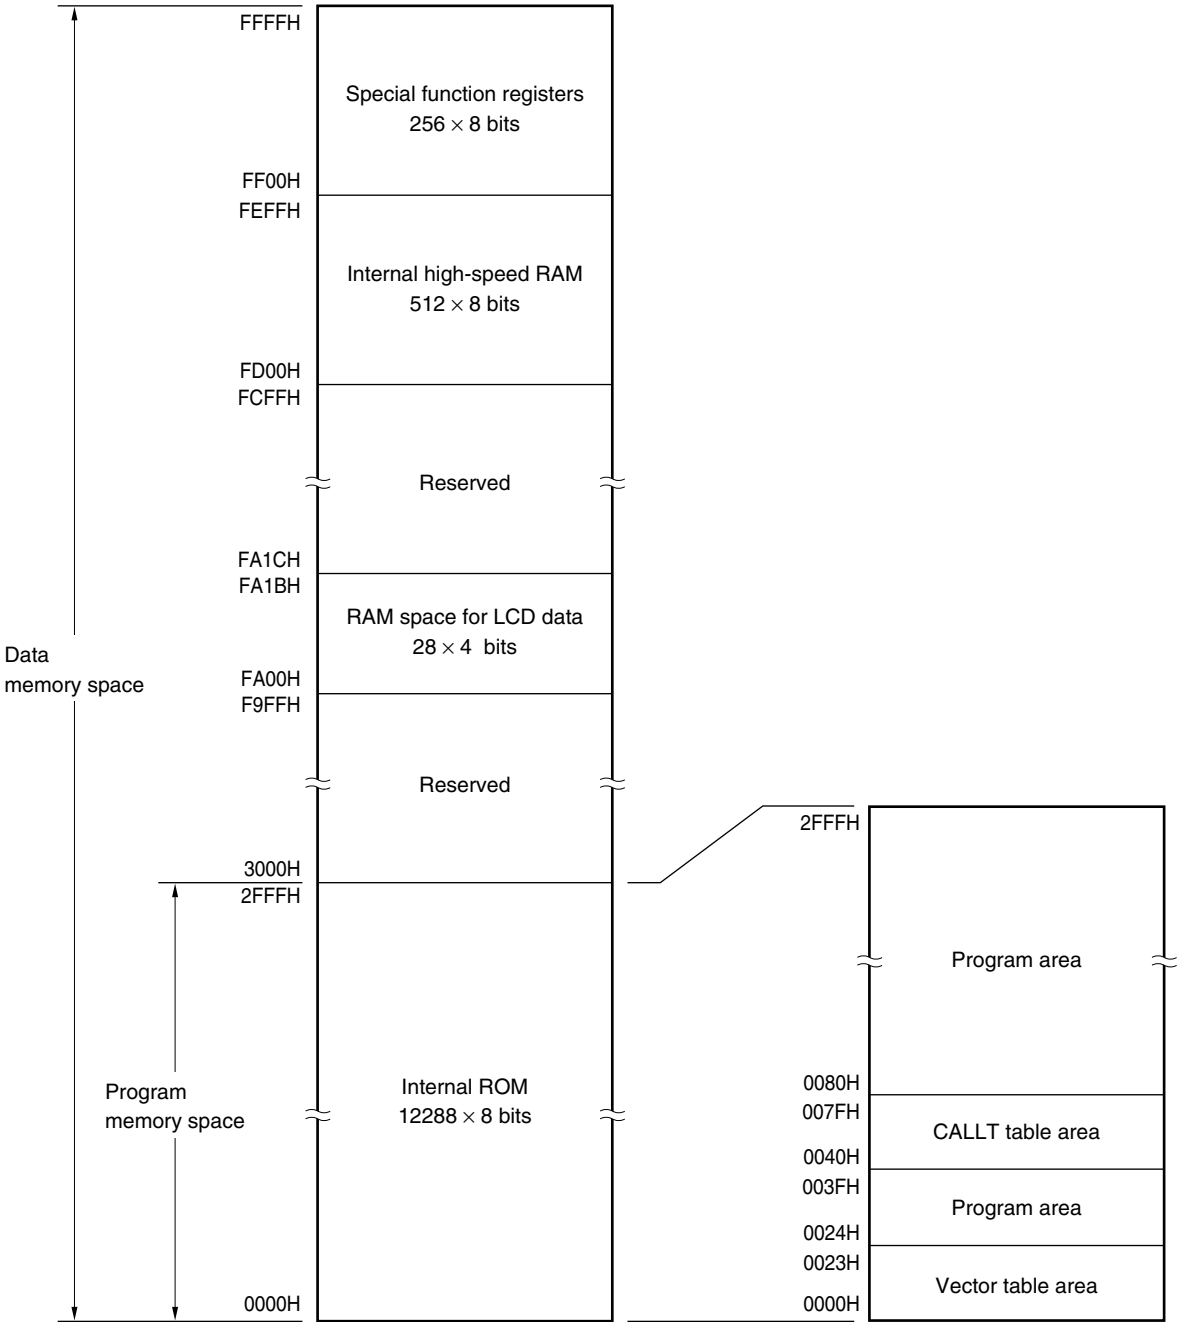 FFFFH
Special function registers
256 × 8 bits
FF00H
FEFFH
Internal high-speed RAM
512 × 8 bits
FD00H
FCFFH
Reserved
FA1CH
FA1BH
RAM space for LCD data
28 × 4 bits
Data
memory space
FA00H
F9FFH
Reserved
3000H
2FFFH
Program
memory space
Internal ROM
12288 × 8 bits
0000H
2FFFH
Program area
0080H
007FH
CALLT table area
0040H
003FH
Program area
0024H
0023H
Vector table area
0000H